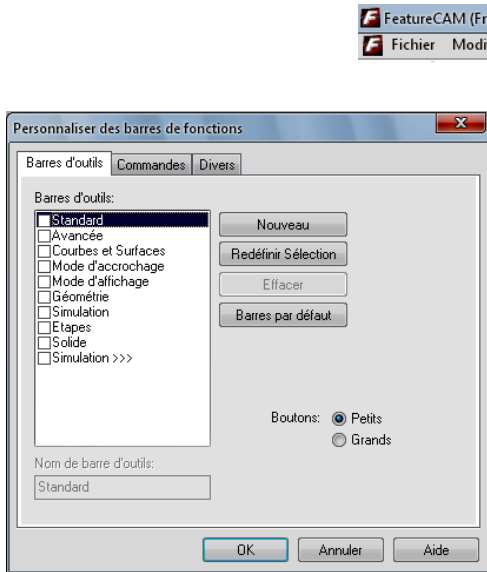 FeatureCAM (Fr
Fichier Modi
Personnaliser des barres de fonctions
Barres d'outils Commandes Divers
Barres d'outils:
Standard
Avancée
Courbes et Surfaces
Mode d'accrochage
Mode d'affichage
Géométrie
Simulation
Etapes
Solide
Simulation >>>
Nouveau
Redéfinir Sélection
Effacer
Barres par défaut
Boutons: Petits
Grands
Nom de barre d'outils:
Standard
OK Annuler Aide